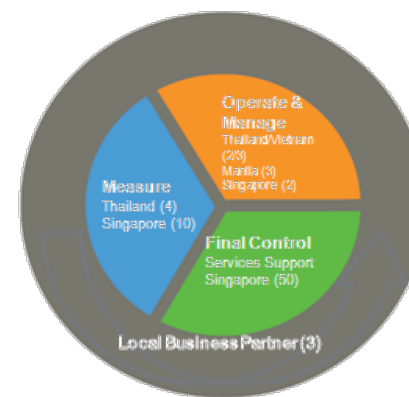 Operate &
Manage
Thailand/Vietnam
(2/3)
Manila (3)
Singapore (2)
Measure
Thailand (4)
Singapore (10)
Final Control
Services Support
Singapore (50)
Local Business Partner (3)